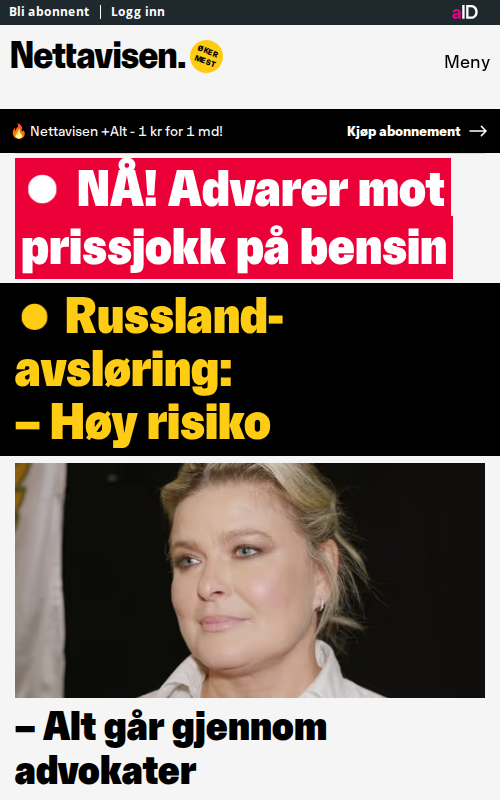 Bli abonnent | Logg inn
aID
Nettavisen.
ØKER
MEST
Meny
Nettavisen +Alt - 1 kr for 1 md!
Kjøp abonnement
NÅ! Advarer mot
prissjokk på bensin
Russland-
avsløring:
– Høy risiko
– Alt går gjennom
advokater